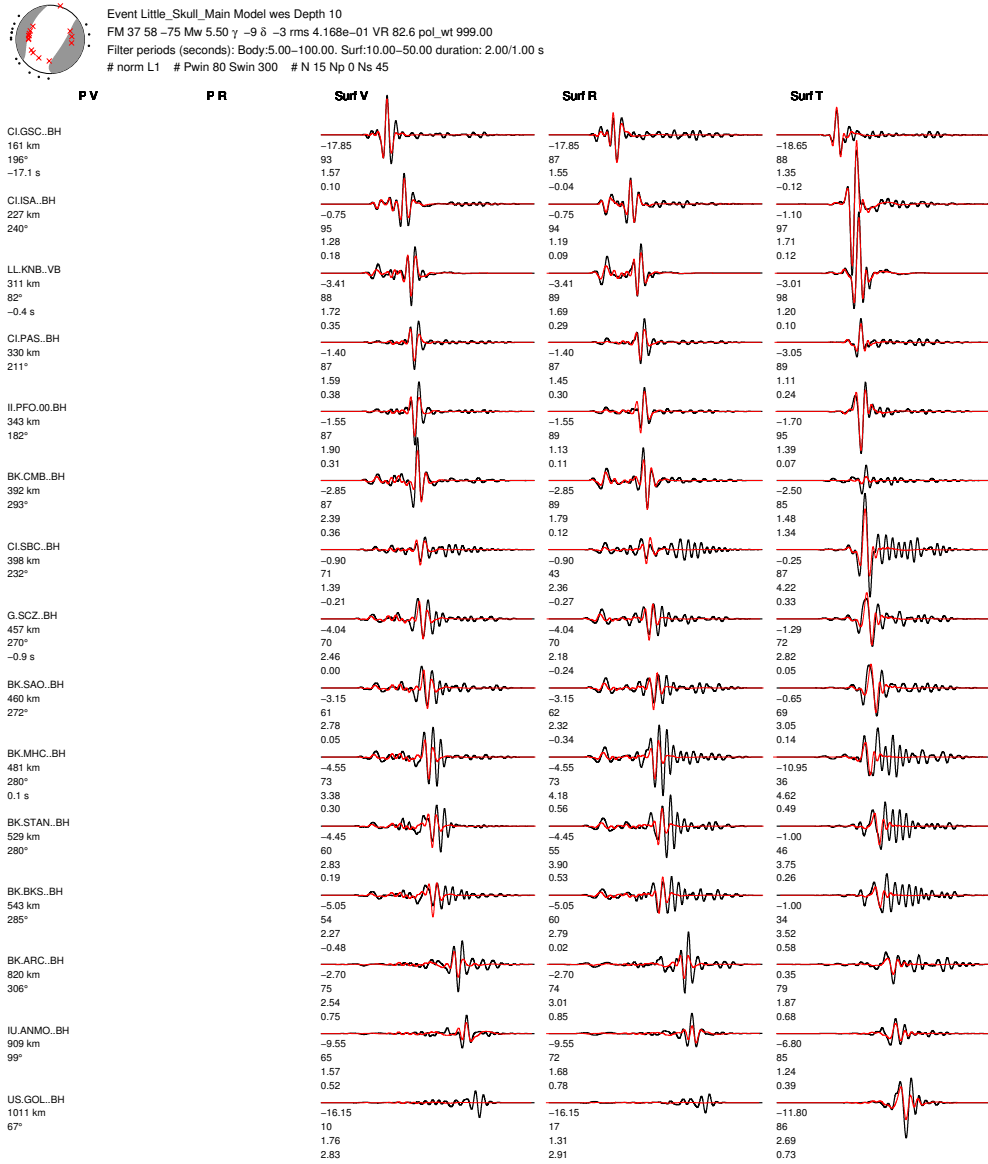 Event Little_Skull_Main Model wes Depth 10
FM 37 58 −75 Mw 5.50 γ −9 δ −3 rms 4.168e−01 VR 82.6 pol_wt 999.00
Filter periods (seconds): Body:5.00−100.00. Surf:10.00−50.00 duration: 2.00/1.00 s
# norm L1 # Pwin 80 Swin 300 # N 15 Np 0 Ns 45
P V P R Surf V Surf R Surf T
CI.GSC..BH
161 km −17.85 −17.85 −18.65
196° 93 87 88
−17.1 s 1.57 1.55 1.35
0.10 −0.04 −0.12
CI.ISA..BH
227 km −0.75 −0.75 −1.10
240° 95 94 97
1.28 1.19 1.71
0.18 0.09 0.12
LL.KNB..VB
311 km −3.41 −3.41 −3.01
82° 88 89 98
−0.4 s 1.72 1.69 1.20
0.35 0.29 0.10
CI.PAS..BH
330 km −1.40 −1.40 −3.05
211° 87 87 89
1.59 1.45 1.11
0.38 0.30 0.24
II.PFO.00.BH
343 km −1.55 −1.55 −1.70
182° 87 89 95
1.90 1.13 1.39
0.31 0.11 0.07
BK.CMB..BH
392 km −2.85 −2.85 −2.50
293° 87 89 85
2.39 1.79 1.48
0.36 0.12 1.34
CI.SBC..BH
398 km −0.90 −0.90 −0.25
232° 71 43 87
1.39 2.36 4.22
−0.21 −0.27 0.33
G.SCZ..BH
457 km −4.04 −4.04 −1.29
270° 70 70 72
−0.9 s 2.46 2.18 2.82
0.00 −0.24 0.05
BK.SAO..BH
460 km −3.15 −3.15 −0.65
272° 61 62 69
2.78 2.32 3.05
0.05 −0.34 0.14
BK.MHC..BH
481 km −4.55 −4.55 −10.95
280° 73 73 36
0.1 s 3.38 4.18 4.62
0.30 0.56 0.49
BK.STAN..BH
529 km −4.45 −4.45 −1.00
280° 60 55 46
2.83 3.90 3.75
0.19 0.53 0.26
BK.BKS..BH
543 km −5.05 −5.05 −1.00
285° 54 60 34
2.27 2.79 3.52
−0.48 0.02 0.58
BK.ARC..BH
820 km −2.70 −2.70 0.35
306° 75 74 79
2.54 3.01 1.87
0.75 0.85 0.68
IU.ANMO..BH
909 km −9.55 −9.55 −6.80
99° 65 72 85
1.57 1.68 1.24
0.52 0.78 0.39
US.GOL..BH
1011 km −16.15 −16.15 −11.80
67° 10 17 86
1.76 1.31 2.69
2.83 2.91 0.73